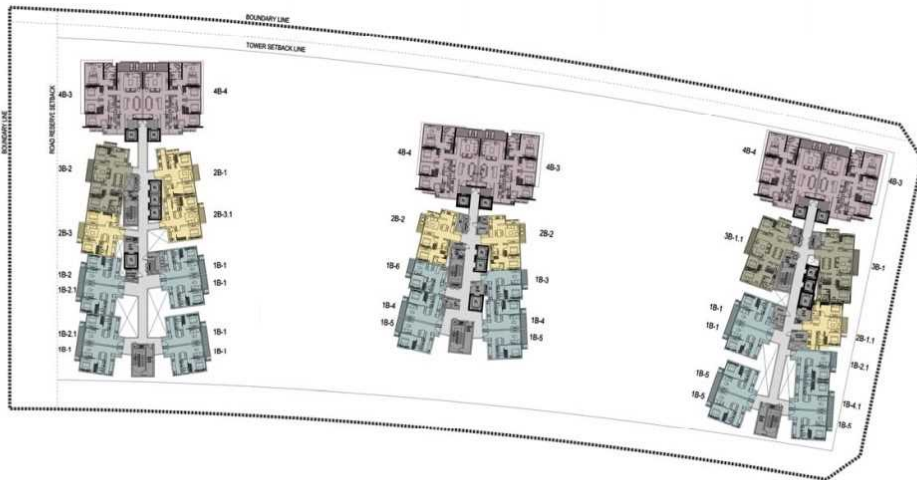 BOUNDARY LINE
TOWER SETBACK LINE
BOUNDARY LINE
ROAD RESERVE SETBACK
4B-3
4B-4
3B-2
2B-1
2B-3.1
2B-3
1B-2
1B-2.1
1B-1
1B-1
1B-2.1
1B-1
1B-1
1B-1
4B-4
4B-3
2B-2
2B-2
1B-6
1B-3
1B-4
1B-5
1B-4
1B-5
4B-4
4B-3
3B-1.1
3B-1
1B-1
1B-1
2B-1.1
1B-2.1
1B-5
1B-5
1B-4.1
1B-5